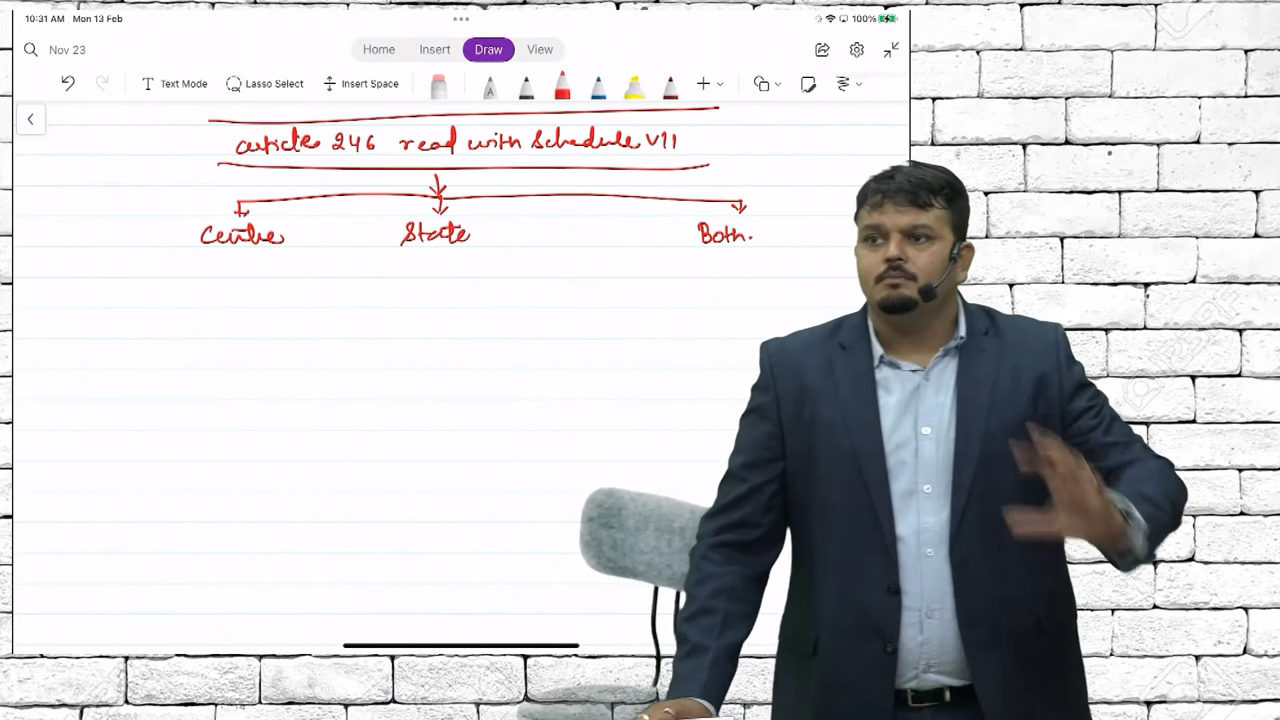 10:31 AM Mon 13 Feb
100%
Nov 23
Home Insert Draw View
Text Mode Lasso Select Insert Space
article 246 read with Schedule VII
Centre State Both.